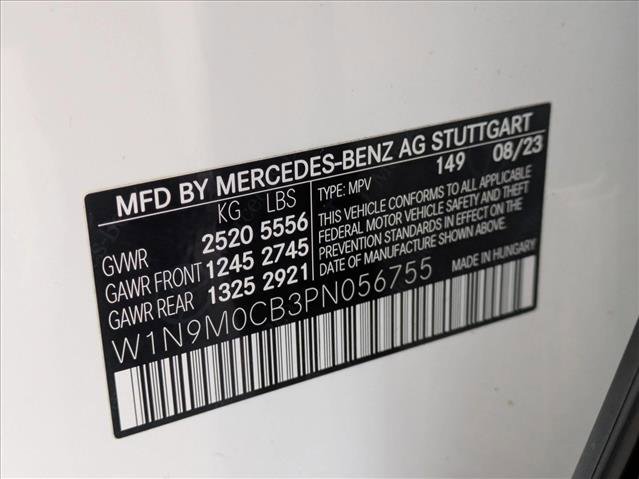 MFD BY MERCEDES-BENZ AG STUTTGART
KG LBS
GVWR 2520 5556
GAWR FRONT 1245 2745
GAWR REAR 1325 2921
149 08/23
TYPE: MPV
THIS VEHICLE CONFORMS TO ALL APPLICABLE
FEDERAL MOTOR VEHICLE SAFETY AND THEFT
PREVENTION STANDARDS IN EFFECT ON THE
DATE OF MANUFACTURE SHOWN ABOVE.
W1N9M0CB3PN056755
MADE IN HUNGARY